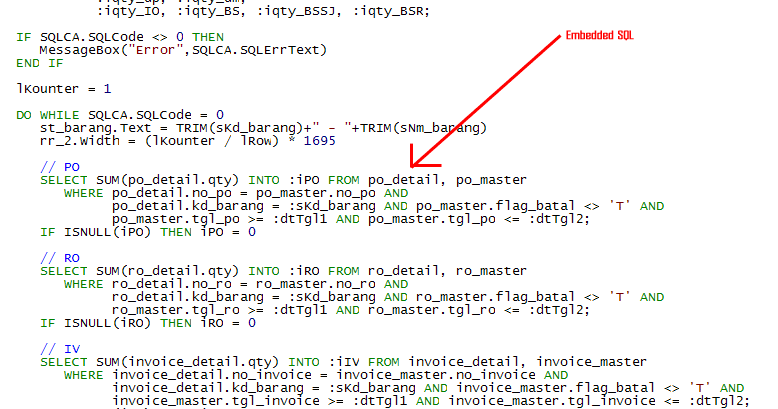 :iqty_IO, :iqty_BS, :iqty_BSSJ, :iqty_BSR;
IF SQLCA.SQLCode <> 0 THEN
MessageBox("Error",SQLCA.SQLErrText)
END IF
Embedded SQL
lKounter = 1
DO WHILE SQLCA.SQLCode = 0
st_barang.Text = TRIM(sKd_barang)+" - "+TRIM(sNm_barang)
rr_2.Width = (lKounter / lRow) * 1695
// PO
SELECT SUM(po_detail.qty) INTO :iPO FROM po_detail, po_master
WHERE po_detail.no_po = po_master.no_po AND
po_detail.kd_barang = :sKd_barang AND po_master.flag_batal <> 'T' AND
po_master.tgl_po >= :dtTgl1 AND po_master.tgl_po <= :dtTgl2;
IF ISNULL(iPO) THEN iPO = 0
// RO
SELECT SUM(ro_detail.qty) INTO :iRO FROM ro_detail, ro_master
WHERE ro_detail.no_ro = ro_master.no_ro AND
ro_detail.kd_barang = :sKd_barang AND ro_master.flag_batal <> 'T' AND
ro_master.tgl_ro >= :dtTgl1 AND ro_master.tgl_ro <= :dtTgl2;
IF ISNULL(iRO) THEN iRO = 0
// IV
SELECT SUM(invoice_detail.qty) INTO :iIV FROM invoice_detail, invoice_master
WHERE invoice_detail.no_invoice = invoice_master.no_invoice AND
invoice_detail.kd_barang = :sKd_barang AND invoice_master.flag_batal <> 'T' AND
invoice_master.tgl_invoice >= :dtTgl1 AND invoice_master.tgl_invoice <= :dtTgl2;